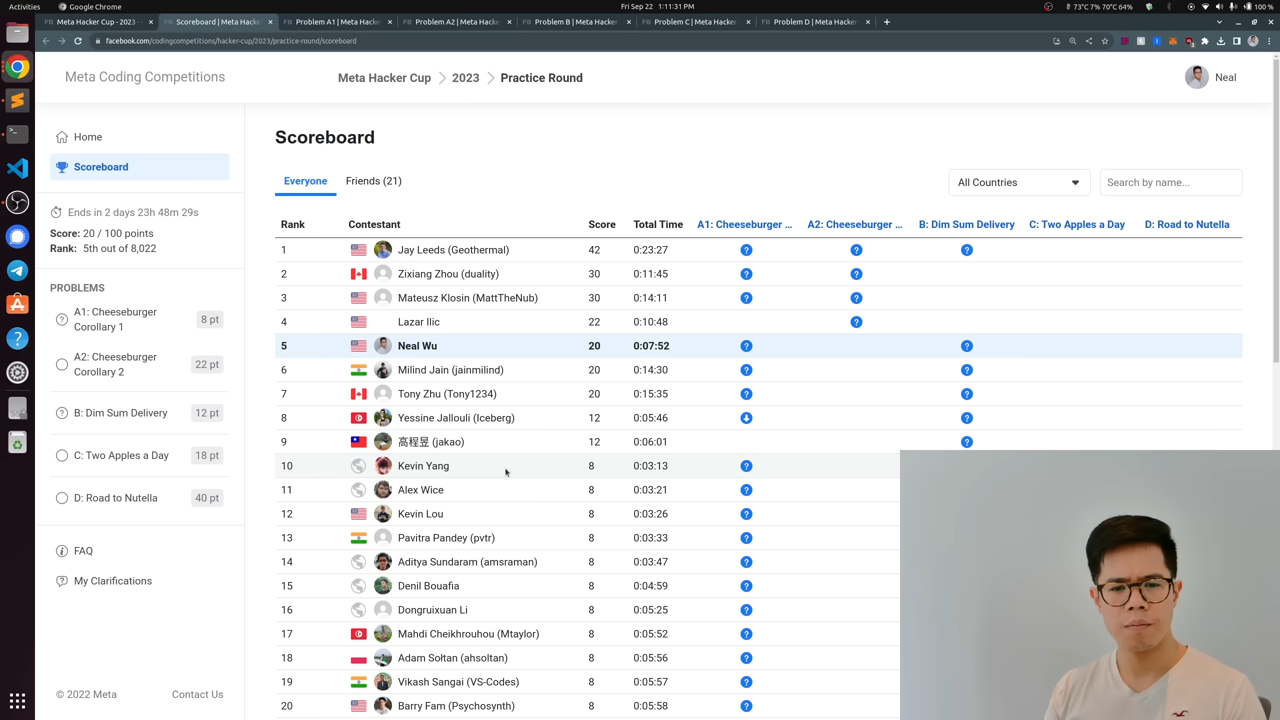 Activities
Google Chrome
Fri Sep 22 1:11:31 PM
73°C 7% 70°C 64%
100 %
Meta Hacker Cup - 2023 -
Scoreboard | Meta Hacke
Problem A1 | Meta Hacke
Problem A2 | Meta Hacke
Problem B | Meta Hacker
Problem C | Meta Hacker
Problem D | Meta Hacker
facebook.com/codingcompetitions/hacker-cup/2023/practice-round/scoreboard
Meta Coding Competitions
Meta Hacker Cup
2023
Practice Round
Neal
Home
Scoreboard
Ends in 2 days 23h 48m 29s
Score: 20 / 100 points
Rank: 5th out of 8,022
PROBLEMS
A1: Cheeseburger
Corollary 1
8 pt
A2: Cheeseburger
Corollary 2
22 pt
B: Dim Sum Delivery
12 pt
C: Two Apples a Day
18 pt
D: Road to Nutella
40 pt
FAQ
My Clarifications
© 2022 Meta
Contact Us
Scoreboard
Everyone
Friends (21)
All Countries
Search by name...
Rank Contestant Score Total Time A1: Cheeseburger ... A2: Cheeseburger ... B: Dim Sum Delivery C: Two Apples a Day D: Road to Nutella
1 Jay Leeds (Geothermal) 42 0:23:27 ? ? ?
2 Zixiang Zhou (duality) 30 0:11:45 ? ?
3 Mateusz Klosin (MattTheNub) 30 0:14:11 ? ?
4 Lazar Ilic 22 0:10:48 ?
5 Neal Wu 20 0:07:52 ? ?
6 Milind Jain (jainmilind) 20 0:14:30 ? ?
7 Tony Zhu (Tony1234) 20 0:15:35 ? ?
8 Yessine Jallouli (Iceberg) 12 0:05:46 ?
9 高程昱 (jakao) 12 0:06:01 ?
10 Kevin Yang 8 0:03:13 ?
11 Alex Wice 8 0:03:21 ?
12 Kevin Lou 8 0:03:26 ?
13 Pavitra Pandey (pvtr) 8 0:03:33 ?
14 Aditya Sundaram (amsraman) 8 0:03:47 ?
15 Denil Bouafia 8 0:04:59 ?
16 Dongruixuan Li 8 0:05:25 ?
17 Mahdi Cheikhrouhou (Mtaylor) 8 0:05:52 ?
18 Adam Sołtan (ahsoltan) 8 0:05:56 ?
19 Vikash Sangai (VS-Codes) 8 0:05:57 ?
20 Barry Fam (Psychosynth) 8 0:05:58 ?